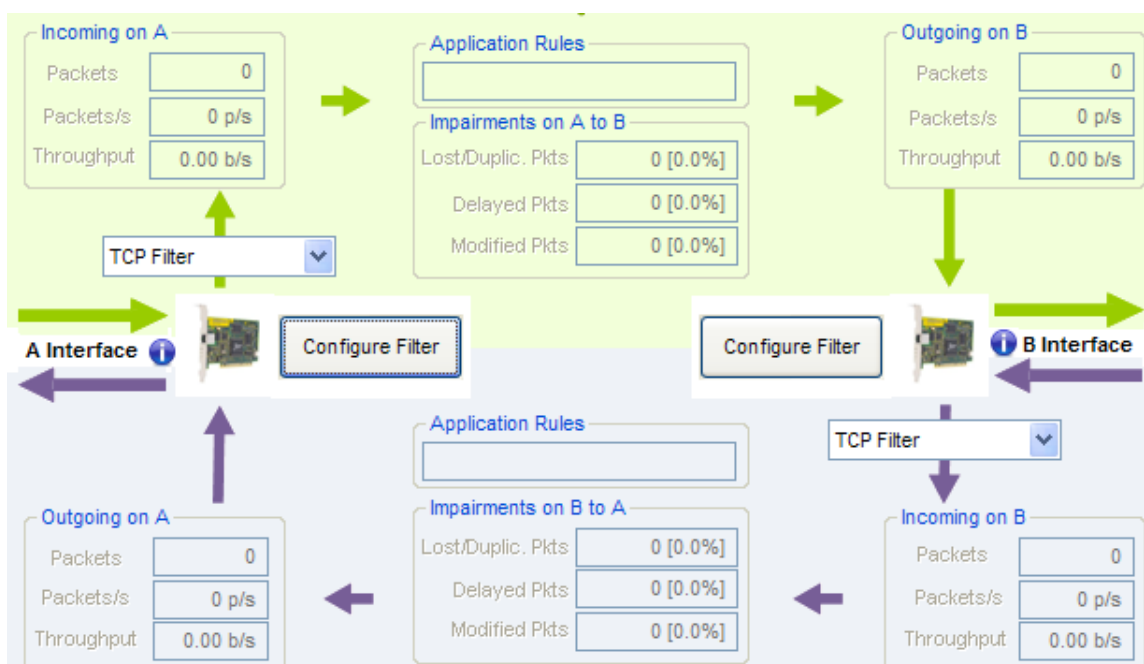 Incoming on A
Packets 0
Packets/s 0 p/s
Throughput 0.00 b/s
Application Rules
Impairments on A to B
Lost/Duplic. Pkts 0 [0.0%]
Delayed Pkts 0 [0.0%]
Modified Pkts 0 [0.0%]
Outgoing on B
Packets 0
Packets/s 0 p/s
Throughput 0.00 b/s
TCP Filter
A Interface
Configure Filter
Configure Filter
B Interface
TCP Filter
Outgoing on A
Packets 0
Packets/s 0 p/s
Throughput 0.00 b/s
Application Rules
Impairments on B to A
Lost/Duplic. Pkts 0 [0.0%]
Delayed Pkts 0 [0.0%]
Modified Pkts 0 [0.0%]
Incoming on B
Packets 0
Packets/s 0 p/s
Throughput 0.00 b/s